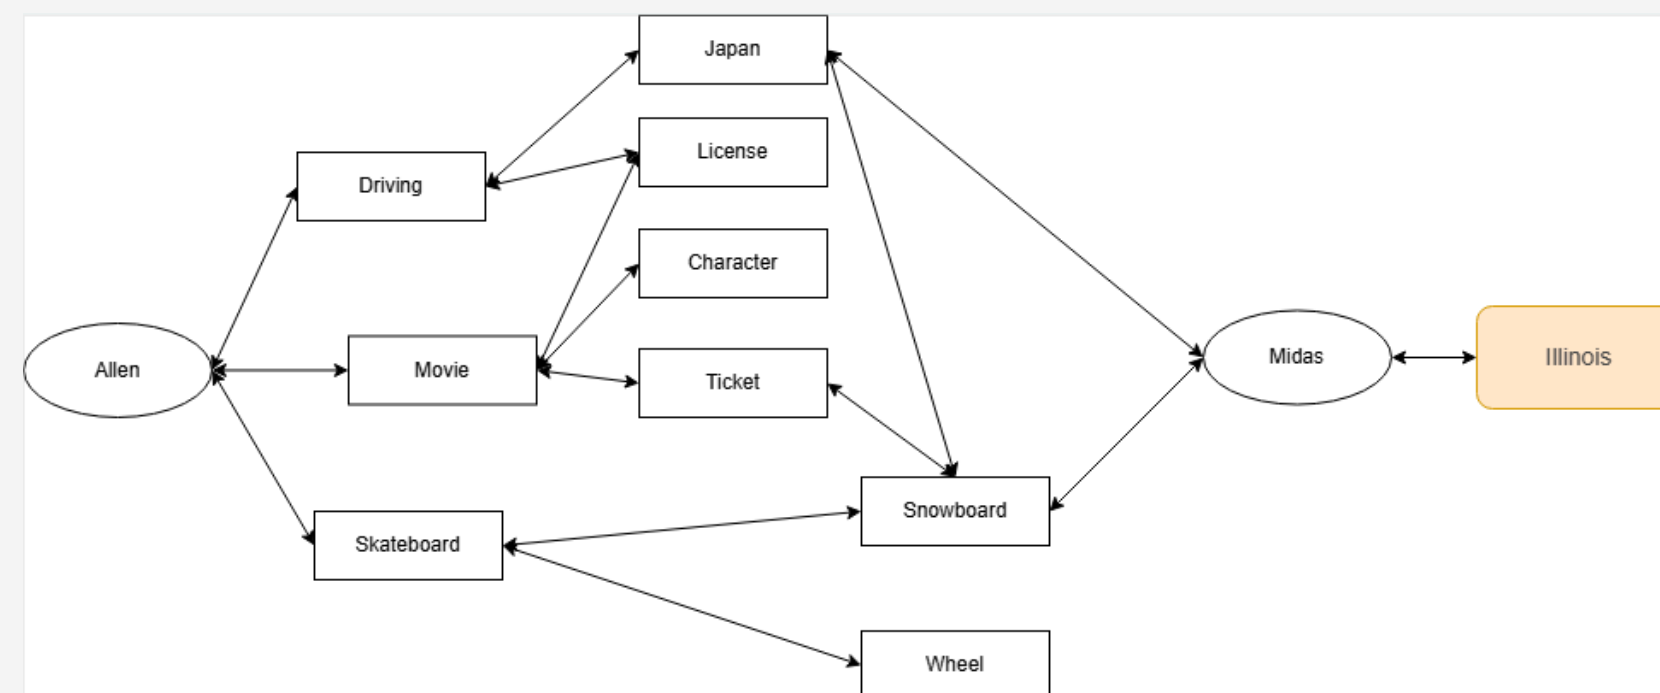 Japan
License
Driving
Character
Allen
Movie
Ticket
Midas
Illinois
Snowboard
Skateboard
Wheel